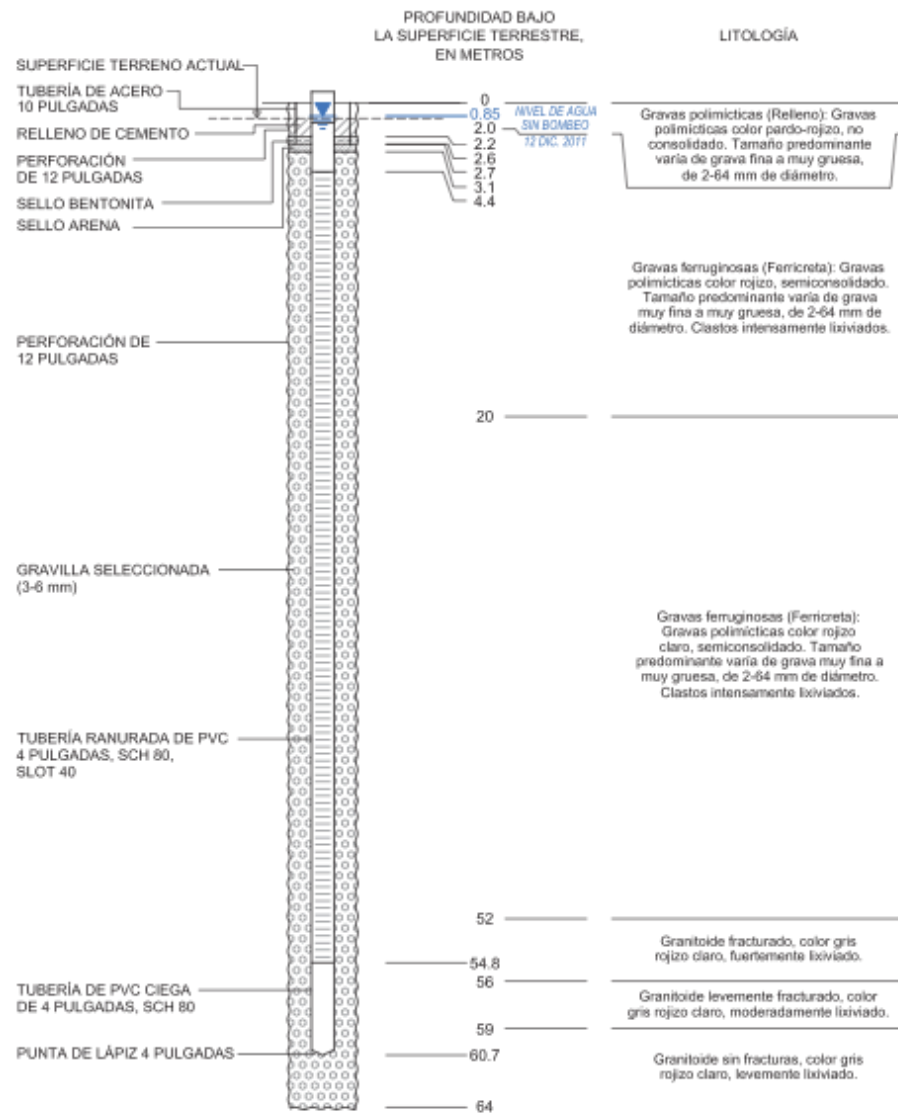 PROFUNDIDAD BAJO
LA SUPERFICIE TERRESTRE,
EN METROS
LITOLOGÍA
SUPERFICIE TERRENO ACTUAL
TUBERÍA DE ACERO
10 PULGADAS
RELLENO DE CEMENTO
PERFORACIÓN
DE 12 PULGADAS
SELLO BENTONITA
SELLO ARENA
PERFORACIÓN DE
12 PULGADAS
GRAVILLA SELECCIONADA
(3-6 mm)
TUBERÍA RANURADA DE PVC
4 PULGADAS, SCH 80,
SLOT 40
TUBERÍA DE PVC CIEGA
DE 4 PULGADAS, SCH 80
PUNTA DE LÁPIZ 4 PULGADAS
0
0.85
2.0
2.2
2.6
2.7
3.1
4.4
20
52
54.8
56
59
60.7
64
NIVEL DE AGUA
SIN BOMBEO
12 DIC. 2011
Gravas polimícticas (Relleno): Gravas
polimícticas color pardo-rojizo, no
consolidado. Tamaño predominante
varía de grava fina a muy gruesa,
de 2-64 mm de diámetro.
Gravas ferruginosas (Ferricreta): Gravas
polimícticas color rojizo, semiconsolidado.
Tamaño predominante varía de grava
muy fina a muy gruesa, de 2-64 mm de
diámetro. Clastos intensamente lixiviados.
Gravas ferruginosas (Ferricreta):
Gravas polimícticas color rojizo
claro, semiconsolidado. Tamaño
predominante varía de grava muy fina a
muy gruesa, de 2-64 mm de diámetro.
Clastos intensamente lixiviados.
Granitoide fracturado, color gris
rojizo claro, fuertemente lixiviado.
Granitoide levemente fracturado, color
gris rojizo claro, moderadamente lixiviado.
Granitoide sin fracturas, color gris
rojizo claro, levemente lixiviado.